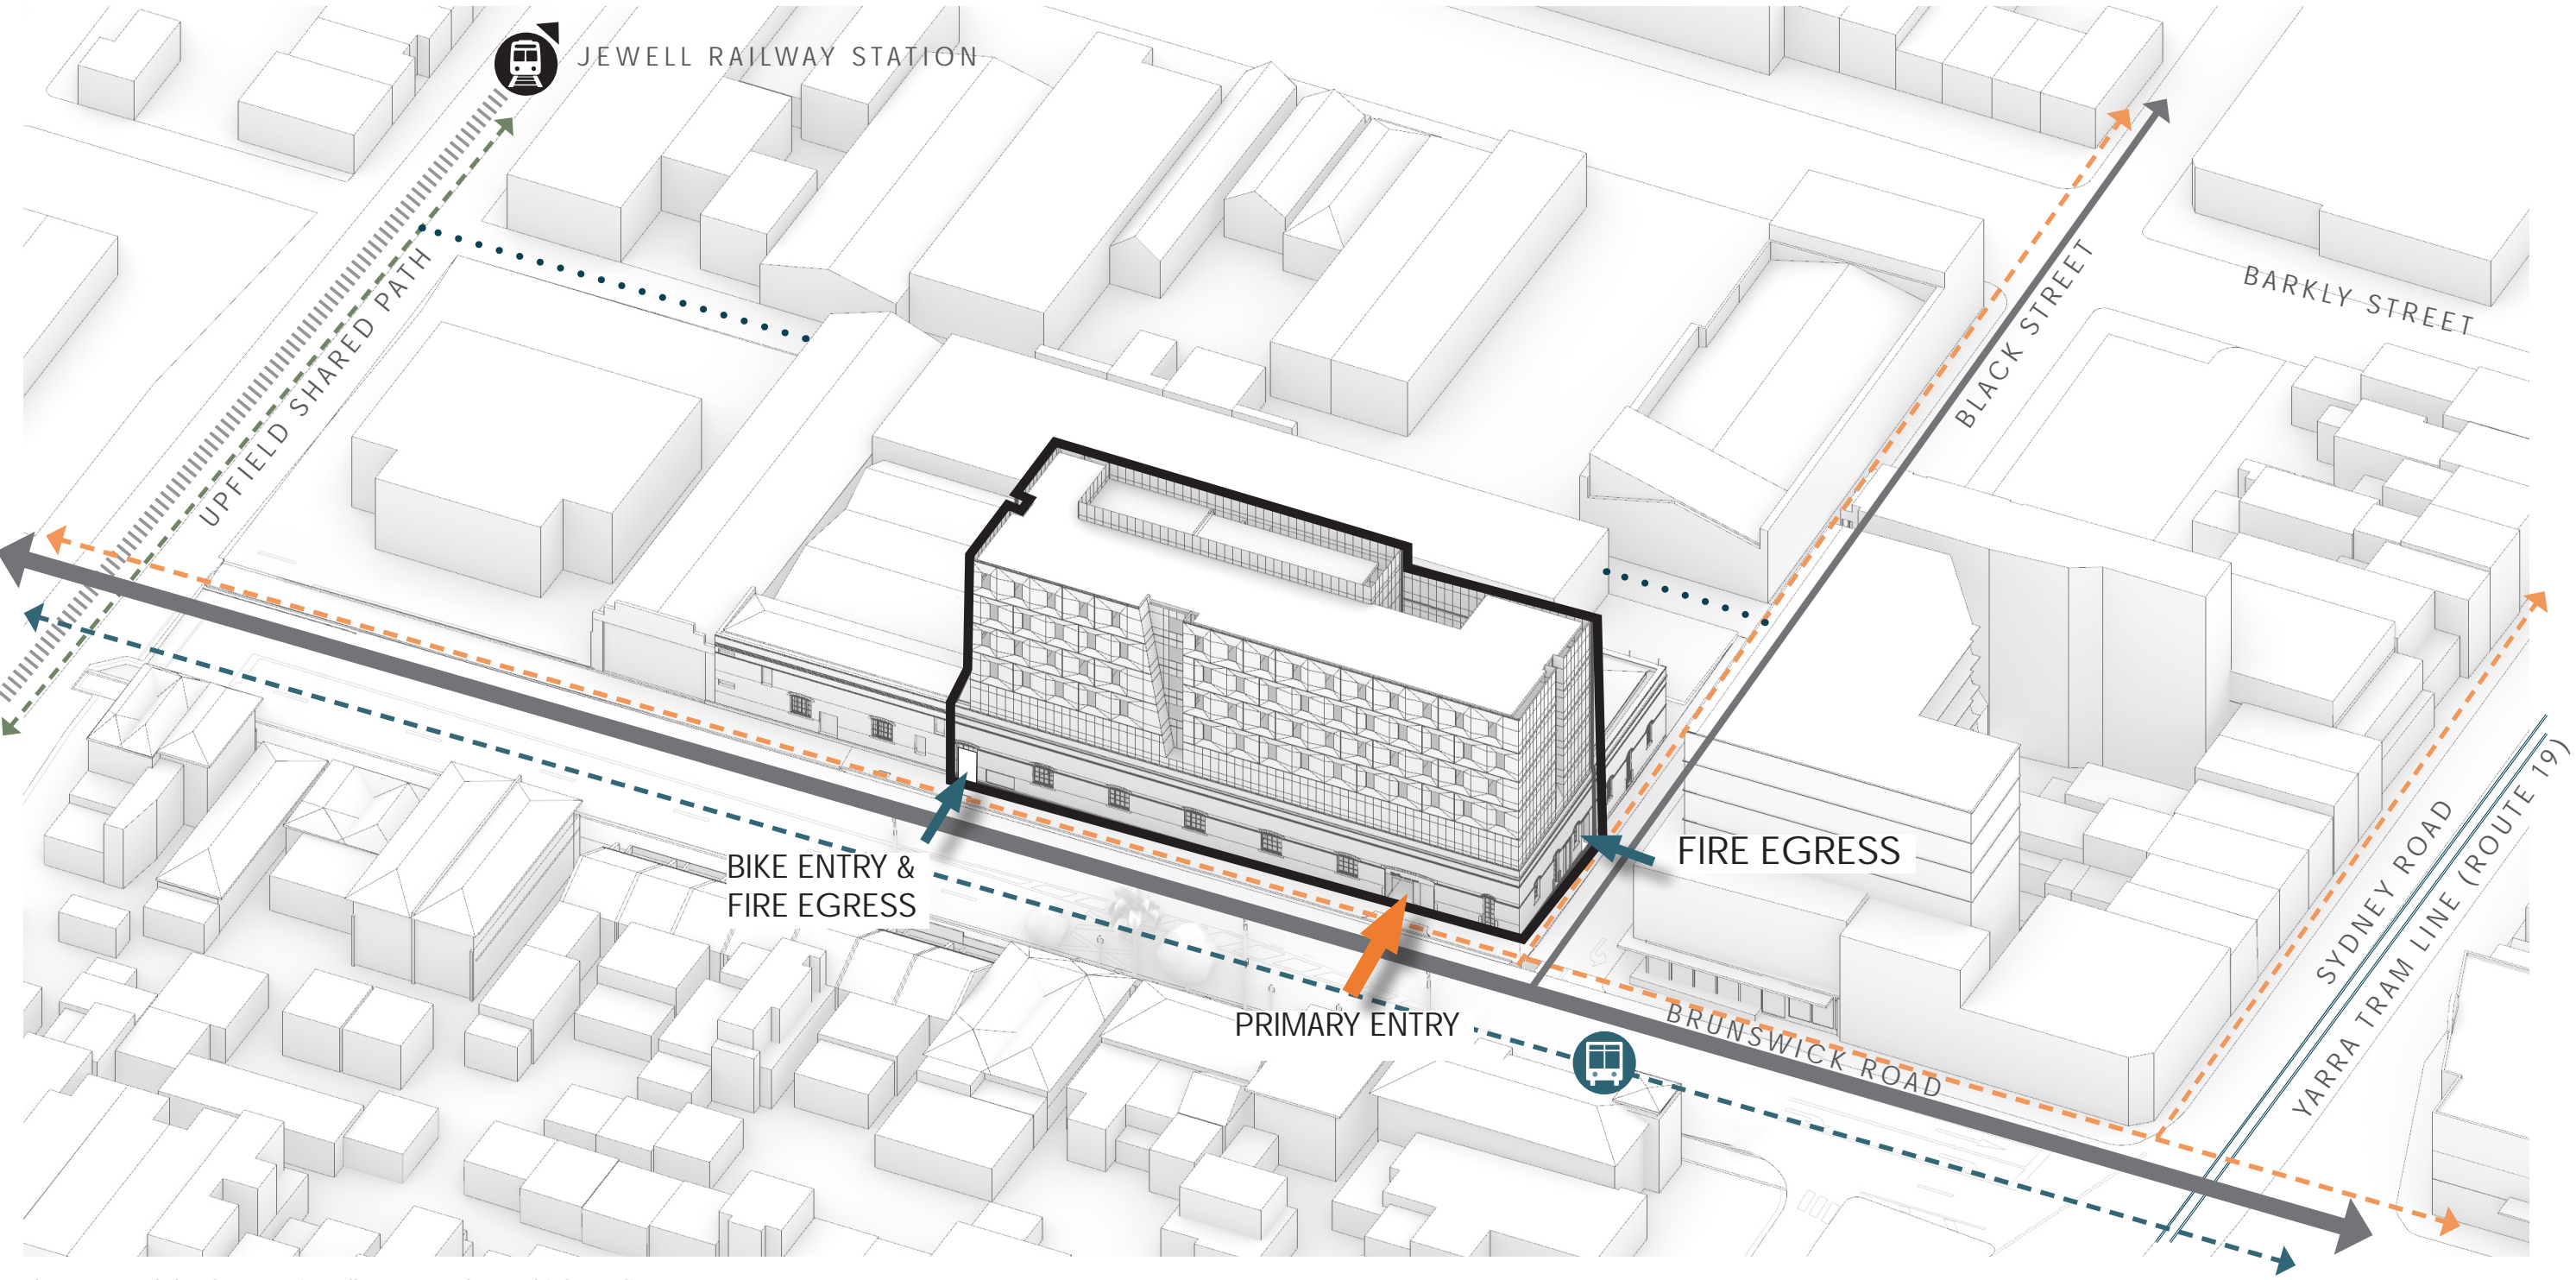 JEWELL RAILWAY STATION
UPFIELD SHARED PATH
BARKLY STREET
BLACK STREET
BIKE ENTRY &
FIRE EGRESS
FIRE EGRESS
PRIMARY ENTRY
BRUNSWICK ROAD
SYDNEY ROAD
YARRA TRAM LINE (ROUTE 19)